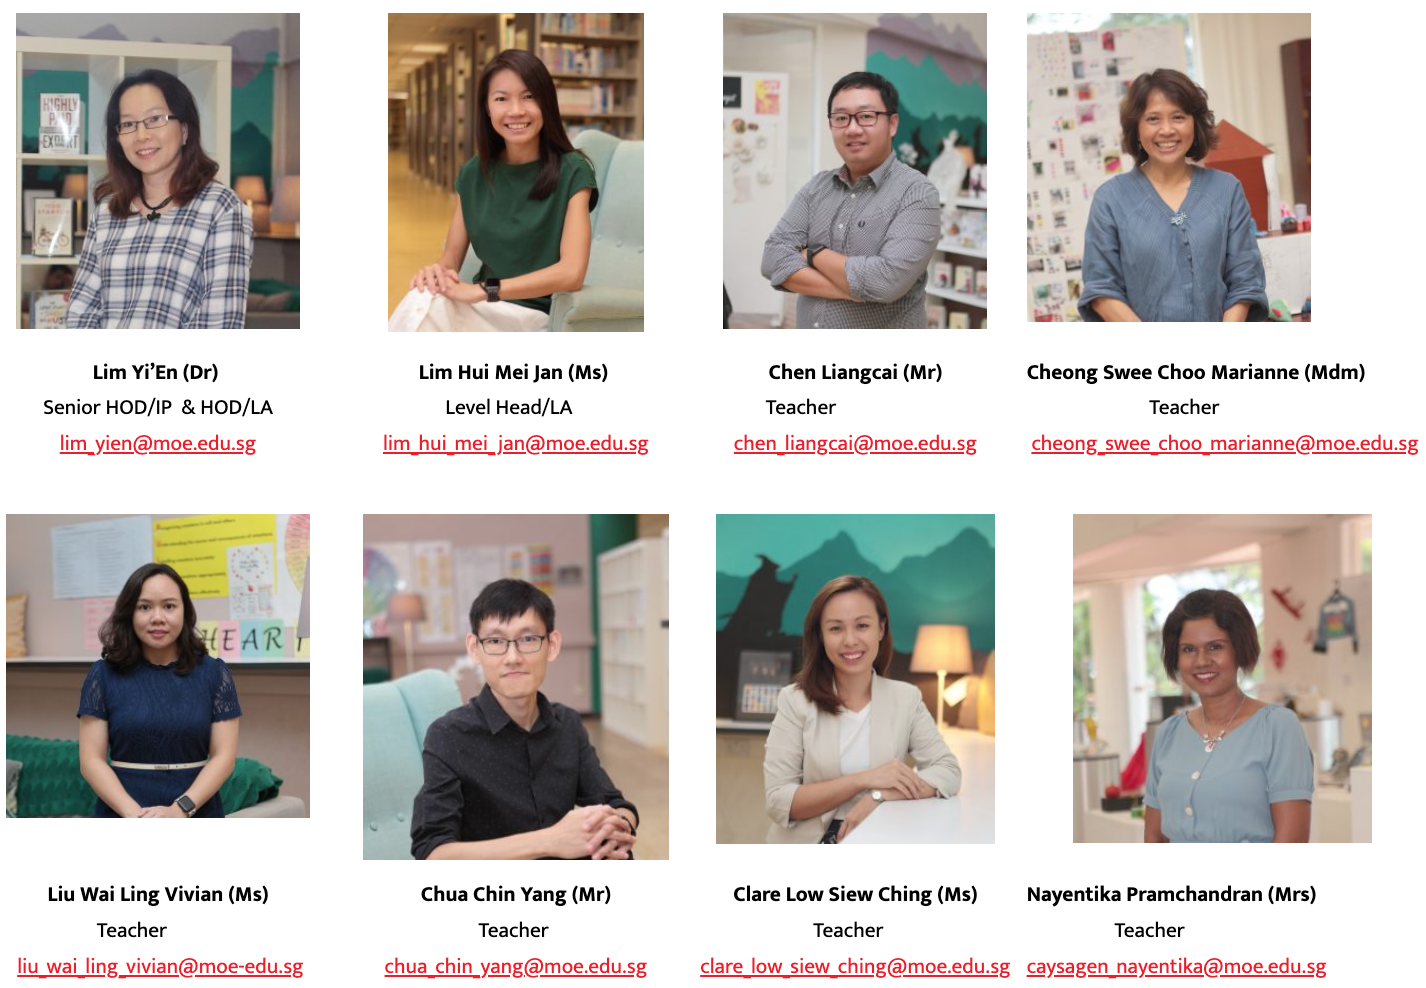 HIGHLY
PAID
EXPERT
Lim Yi’En (Dr)
Senior HOD/IP & HOD/LA
lim_yien@moe.edu.sg
Lim Hui Mei Jan (Ms)
Level Head/LA
lim_hui_mei_jan@moe.edu.sg
Chen Liangcai (Mr)
Teacher
chen_liangcai@moe.edu.sg
Cheong Swee Choo Marianne (Mdm)
Teacher
cheong_swee_choo_marianne@moe.edu.sg
HEART
Liu Wai Ling Vivian (Ms)
Teacher
liu_wai_ling_vivian@moe-edu.sg
Chua Chin Yang (Mr)
Teacher
chua_chin_yang@moe.edu.sg
Clare Low Siew Ching (Ms)
Teacher
clare_low_siew_ching@moe.edu.sg
Nayentika Pramchandran (Mrs)
Teacher
caysagen_nayentika@moe.edu.sg